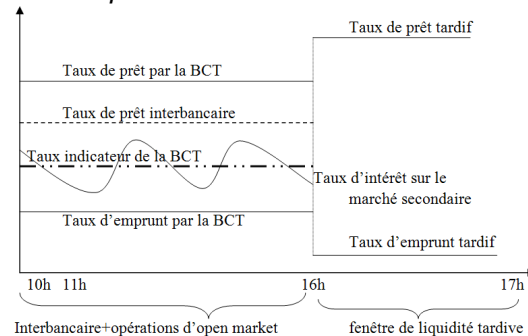 Taux de prêt tardif
Taux de prêt par la BCT
Taux de prêt interbancaire
Taux indicateur de la BCT
Taux d'intérêt sur le
marché secondaire
Taux d'emprunt par la BCT
Taux d'emprunt tardif
10h 11h 16h 17h
Interbancaire+opérations d'open market fenêtre de liquidité tardive